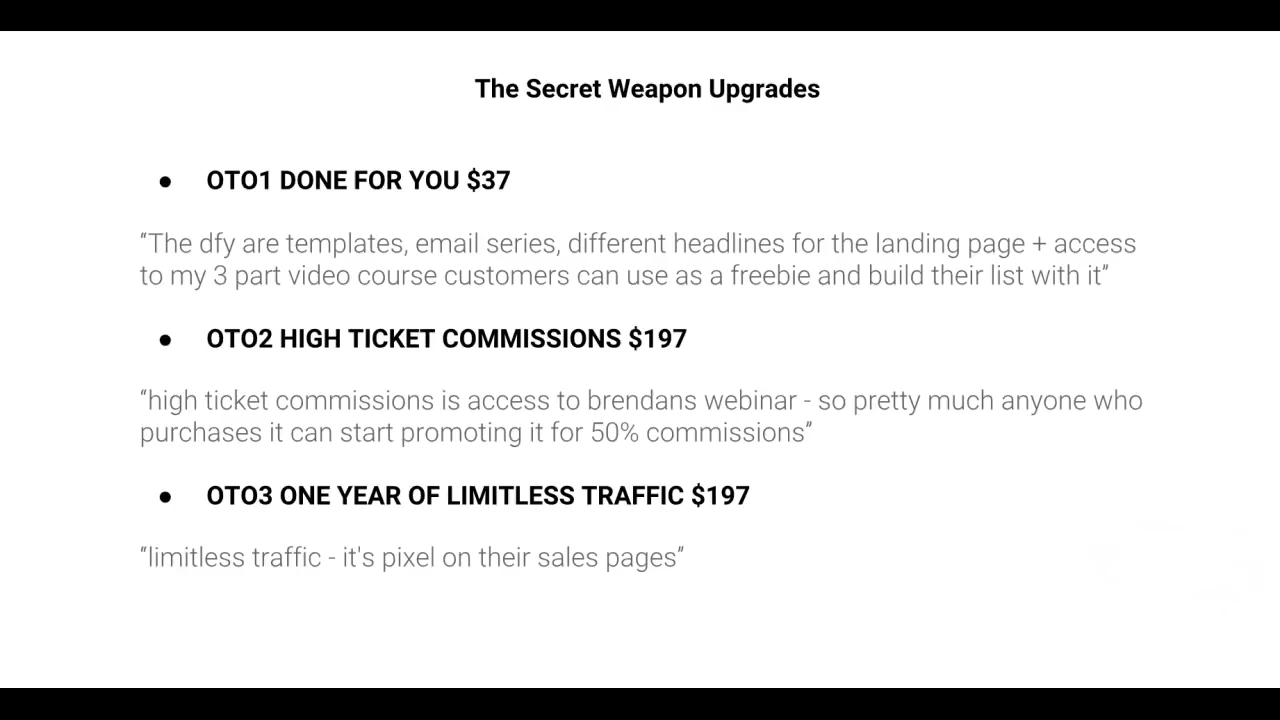 The Secret Weapon Upgrades
● OTO1 DONE FOR YOU $37
“The dfy are templates, email series, different headlines for the landing page + access
to my 3 part video course customers can use as a freebie and build their list with it”
● OTO2 HIGH TICKET COMMISSIONS $197
“high ticket commissions is access to brendans webinar - so pretty much anyone who
purchases it can start promoting it for 50% commissions”
● OTO3 ONE YEAR OF LIMITLESS TRAFFIC $197
“limitless traffic - it's pixel on their sales pages”